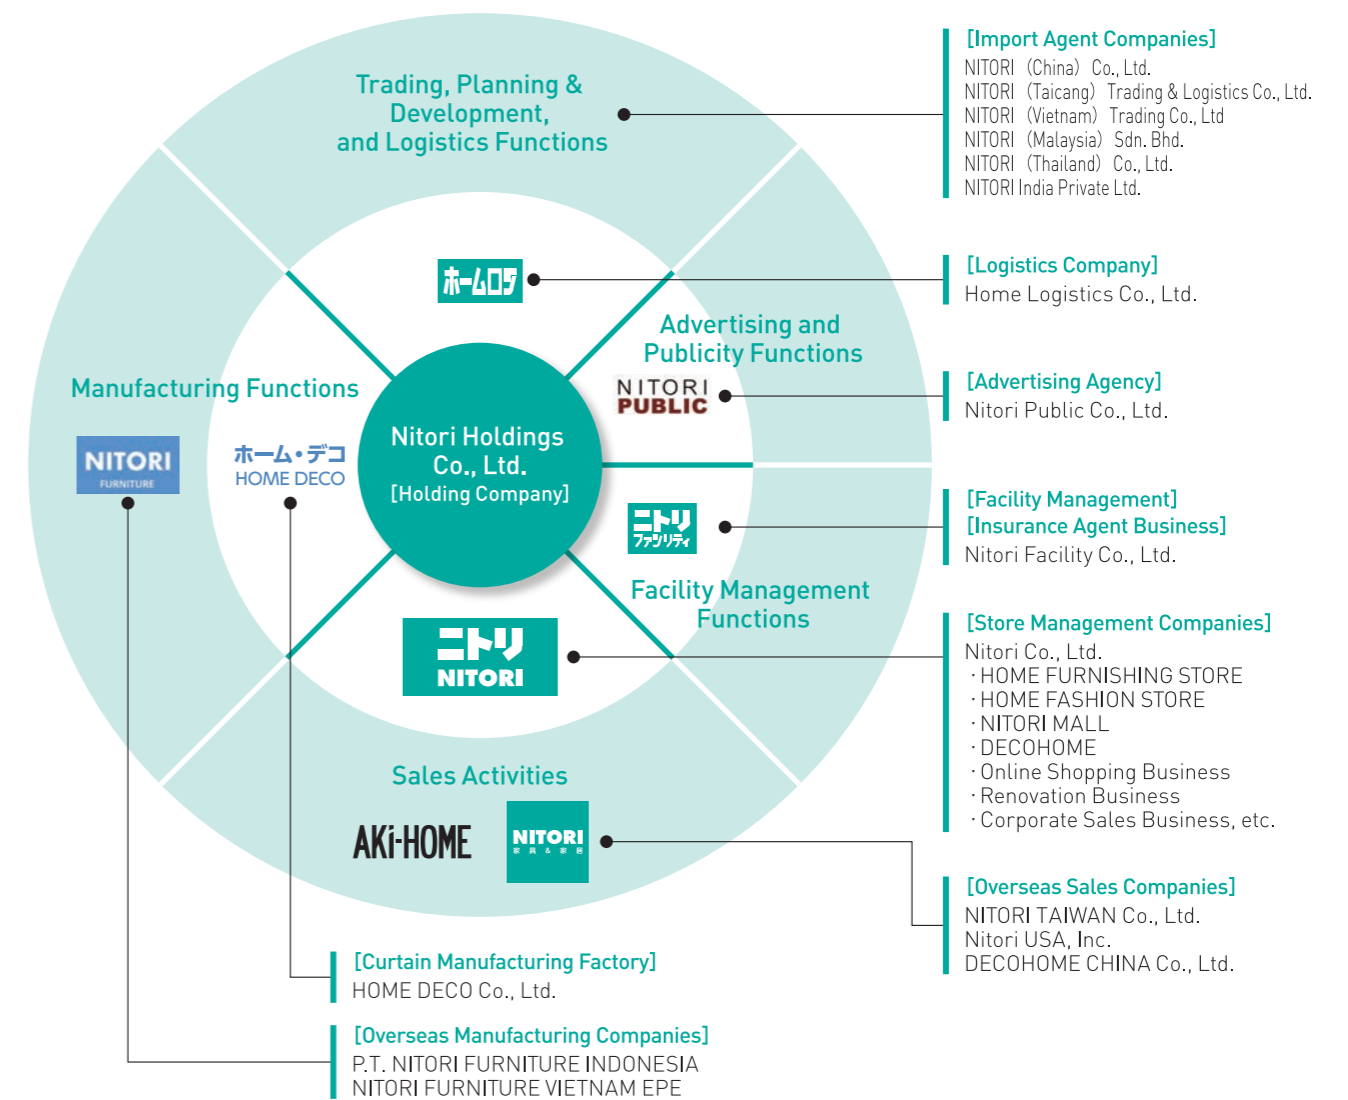 Trading, Planning &
Development,
and Logistics Functions
[Import Agent Companies]
NITORI （China） Co., Ltd.
NITORI （Taicang） Trading & Logistics Co., Ltd.
NITORI （Vietnam） Trading Co., Ltd
NITORI （Malaysia） Sdn. Bhd.
NITORI （Thailand） Co., Ltd.
NITORI India Private Ltd.
ホームロジ
[Logistics Company]
Home Logistics Co., Ltd.
Advertising and
Publicity Functions
NITORI
PUBLIC
[Advertising Agency]
Nitori Public Co., Ltd.
Manufacturing Functions
NITORI
FURNITURE
ホーム・デコ
HOME DECO
Nitori Holdings
Co., Ltd.
[Holding Company]
ニトリ
ファシリティ
Facility Management
Functions
[Facility Management]
[Insurance Agent Business]
Nitori Facility Co., Ltd.
ニトリ
NITORI
[Store Management Companies]
Nitori Co., Ltd.
・HOME FURNISHING STORE
・HOME FASHION STORE
・NITORI MALL
・DECOHOME
・Online Shopping Business
・Renovation Business
・Corporate Sales Business, etc.
Sales Activities
AKi-HOME
NITORI
家具&家居
[Overseas Sales Companies]
NITORI TAIWAN Co., Ltd.
Nitori USA, Inc.
DECOHOME CHINA Co., Ltd.
[Curtain Manufacturing Factory]
HOME DECO Co., Ltd.
[Overseas Manufacturing Companies]
P.T. NITORI FURNITURE INDONESIA
NITORI FURNITURE VIETNAM EPE